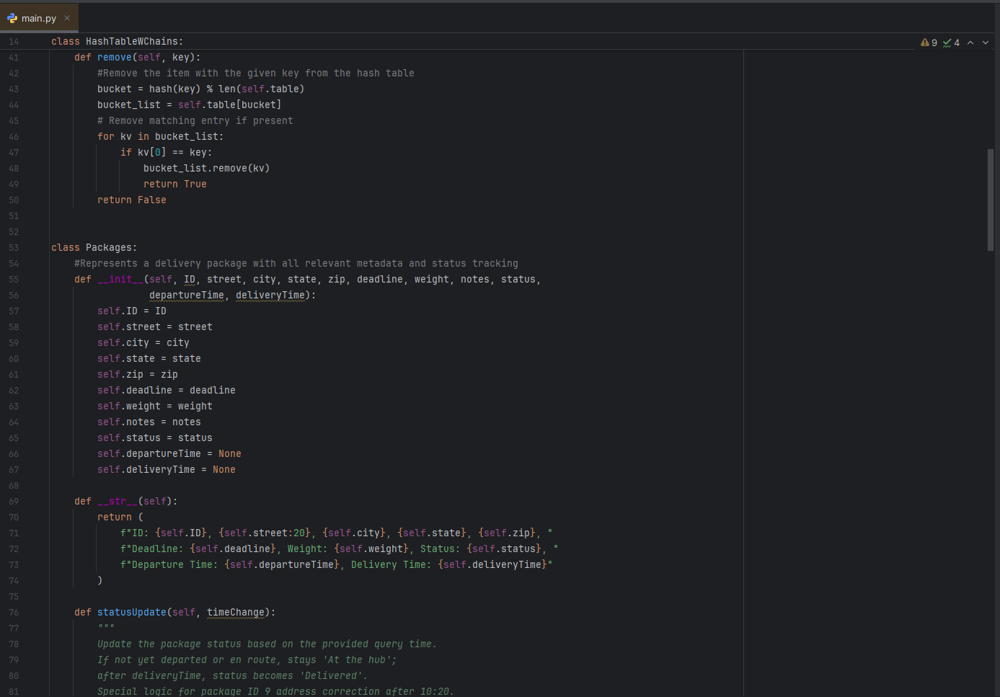 main.py
14 class HashTableWChains:
9 4
41 def remove(self, key):
42 #Remove the item with the given key from the hash table
43 bucket = hash(key) % len(self.table)
44 bucket_list = self.table[bucket]
45 # Remove matching entry if present
46 for kv in bucket_list:
47 if kv[0] == key:
48 bucket_list.remove(kv)
49 return True
50 return False
51
52
53 class Packages:
54 #Represents a delivery package with all relevant metadata and status tracking
55 def __init__(self, ID, street, city, state, zip, deadline, weight, notes, status,
56 departureTime, deliveryTime):
57 self.ID = ID
58 self.street = street
59 self.city = city
60 self.state = state
61 self.zip = zip
62 self.deadline = deadline
63 self.weight = weight
64 self.notes = notes
65 self.status = status
66 self.departureTime = None
67 self.deliveryTime = None
68
69 def __str__(self):
70 return (
71 f"ID: {self.ID}, {self.street:20}, {self.city}, {self.state}, {self.zip}, "
72 f"Deadline: {self.deadline}, Weight: {self.weight}, Status: {self.status}, "
73 f"Departure Time: {self.departureTime}, Delivery Time: {self.deliveryTime}"
74 )
75
76 def statusUpdate(self, timeChange):
77 """
78 Update the package status based on the provided query time.
79 If not yet departed or en route, stays 'At the hub';
80 after deliveryTime, status becomes 'Delivered'.
81 Special logic for package ID 9 address correction after 10:20.